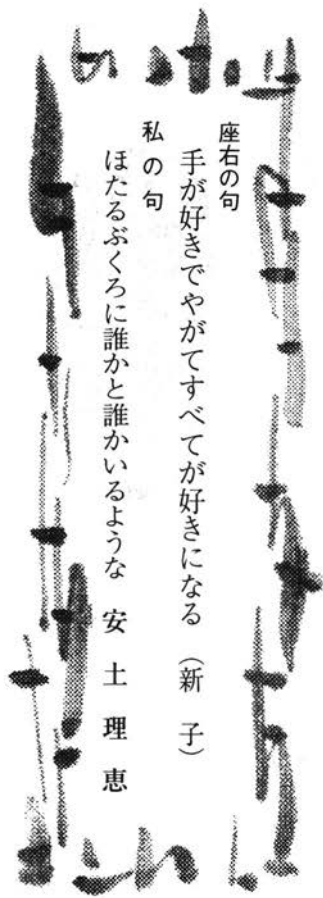 座右の句
手が好きでやがてすべてが好きになる （新 子）
私 の 句
ほたるぶくろに誰かと誰かいるような 安 土 理 恵